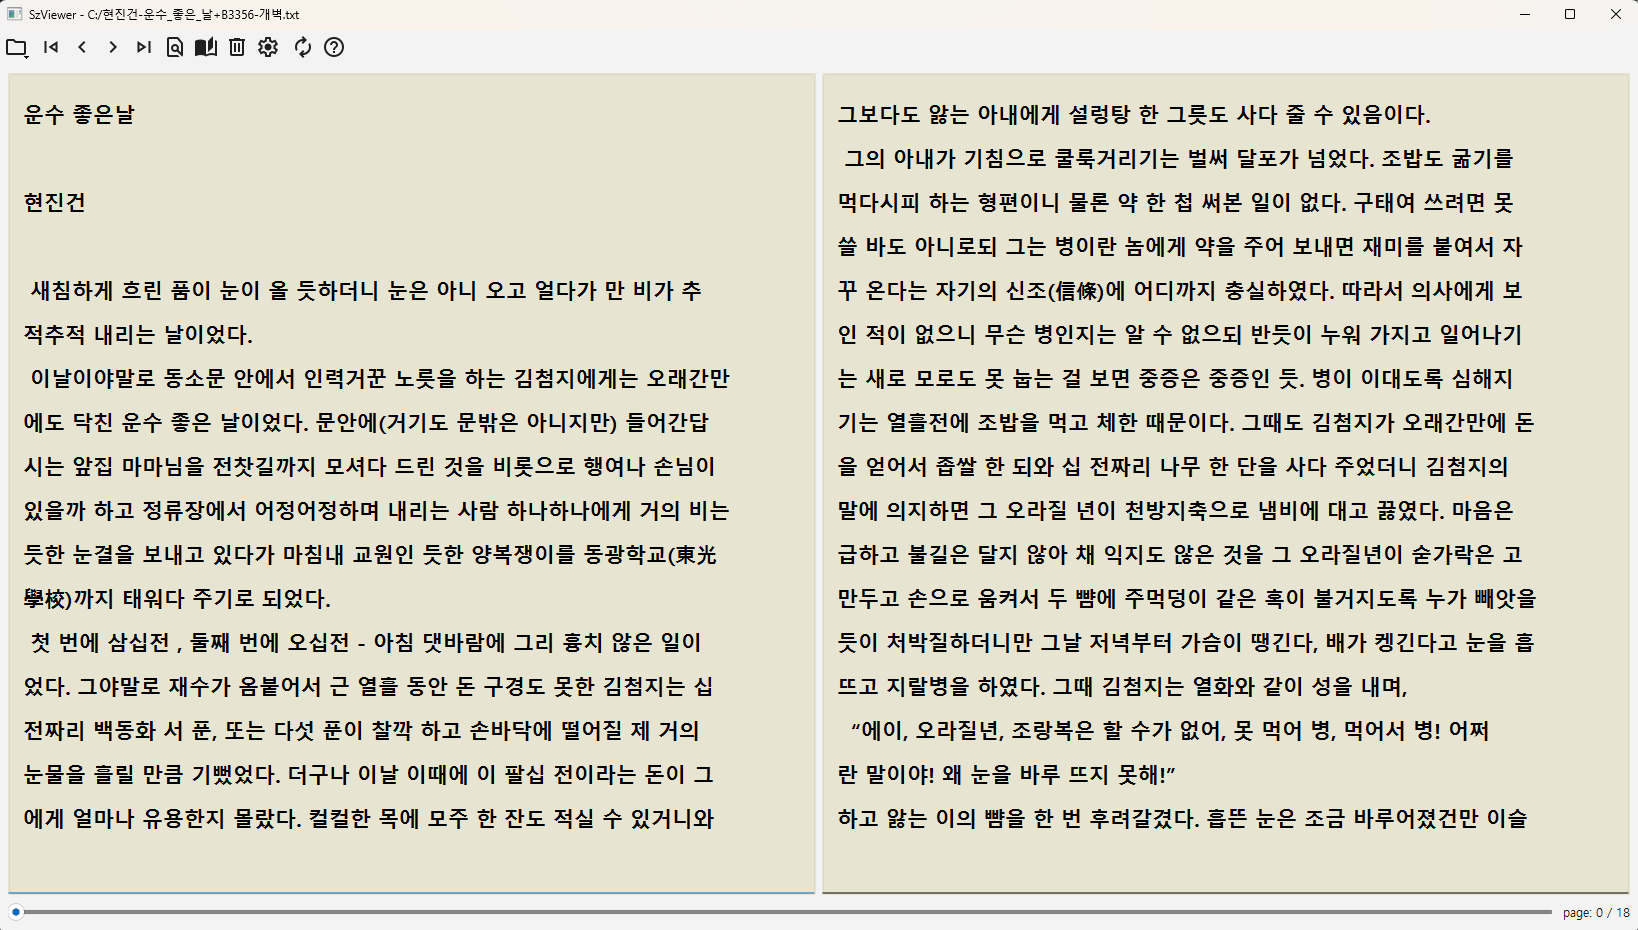 SzViewer - C:/현진건-운수_좋은_날+B3356-개벽.txt
운수 좋은날
현진건
새침하게 흐린 품이 눈이 올 듯하더니 눈은 아니 오고 얼다가 만 비가 추
적추적 내리는 날이었다.
이날이야말로 동소문 안에서 인력거꾼 노릇을 하는 김첨지에게는 오래간만
에도 닥친 운수 좋은 날이었다. 문안에(거기도 문밖은 아니지만) 들어간답
시는 앞집 마마님을 전찻길까지 모셔다 드린 것을 비롯으로 행여나 손님이
있을까 하고 정류장에서 어정어정하며 내리는 사람 하나하나에게 거의 비는
듯한 눈결을 보내고 있다가 마침내 교원인 듯한 양복쟁이를 동광학교(東光
學校)까지 태워다 주기로 되었다.
첫 번에 삼십전 , 둘째 번에 오십전 - 아침 댓바람에 그리 흉치 않은 일이
었다. 그야말로 재수가 옴붙어서 근 열흘 동안 돈 구경도 못한 김첨지는 십
전짜리 백동화 서 푼, 또는 다섯 푼이 찰깍 하고 손바닥에 떨어질 제 거의
눈물을 흘릴 만큼 기뻤었다. 더구나 이날 이때에 이 팔십 전이라는 돈이 그
에게 얼마나 유용한지 몰랐다. 컬컬한 목에 모주 한 잔도 적실 수 있거니와
그보다도 앓는 아내에게 설렁탕 한 그릇도 사다 줄 수 있음이다.
그의 아내가 기침으로 쿨룩거리기는 벌써 달포가 넘었다. 조밥도 굶기를
먹다시피 하는 형편이니 물론 약 한 첩 써본 일이 없다. 구태여 쓰려면 못
쓸 바도 아니로되 그는 병이란 놈에게 약을 주어 보내면 재미를 붙여서 자
꾸 온다는 자기의 신조(信條)에 어디까지 충실하였다. 따라서 의사에게 보
인 적이 없으니 무슨 병인지는 알 수 없으되 반듯이 누워 가지고 일어나기
는 새로 모로도 못 눕는 걸 보면 중증은 중증인 듯. 병이 이대도록 심해지
기는 열흘전에 조밥을 먹고 체한 때문이다. 그때도 김첨지가 오래간만에 돈
을 얻어서 좁쌀 한 되와 십 전짜리 나무 한 단을 사다 주었더니 김첨지의
말에 의지하면 그 오라질 년이 천방지축으로 냄비에 대고 끓였다. 마음은
급하고 불길은 달지 않아 채 익지도 않은 것을 그 오라질년이 숟가락은 고
만두고 손으로 움켜서 두 뺨에 주먹덩이 같은 혹이 불거지도록 누가 빼앗을
듯이 처박질하더니만 그날 저녁부터 가슴이 땡긴다, 배가 켕긴다고 눈을 홉
뜨고 지랄병을 하였다. 그때 김첨지는 열화와 같이 성을 내며,
“에이, 오라질년, 조랑복은 할 수가 없어, 못 먹어 병, 먹어서 병! 어쩌
란 말이야! 왜 눈을 바루 뜨지 못해!”
하고 앓는 이의 뺨을 한 번 후려갈겼다. 홉뜬 눈은 조금 바루어졌건만 이슬
page: 0 / 18